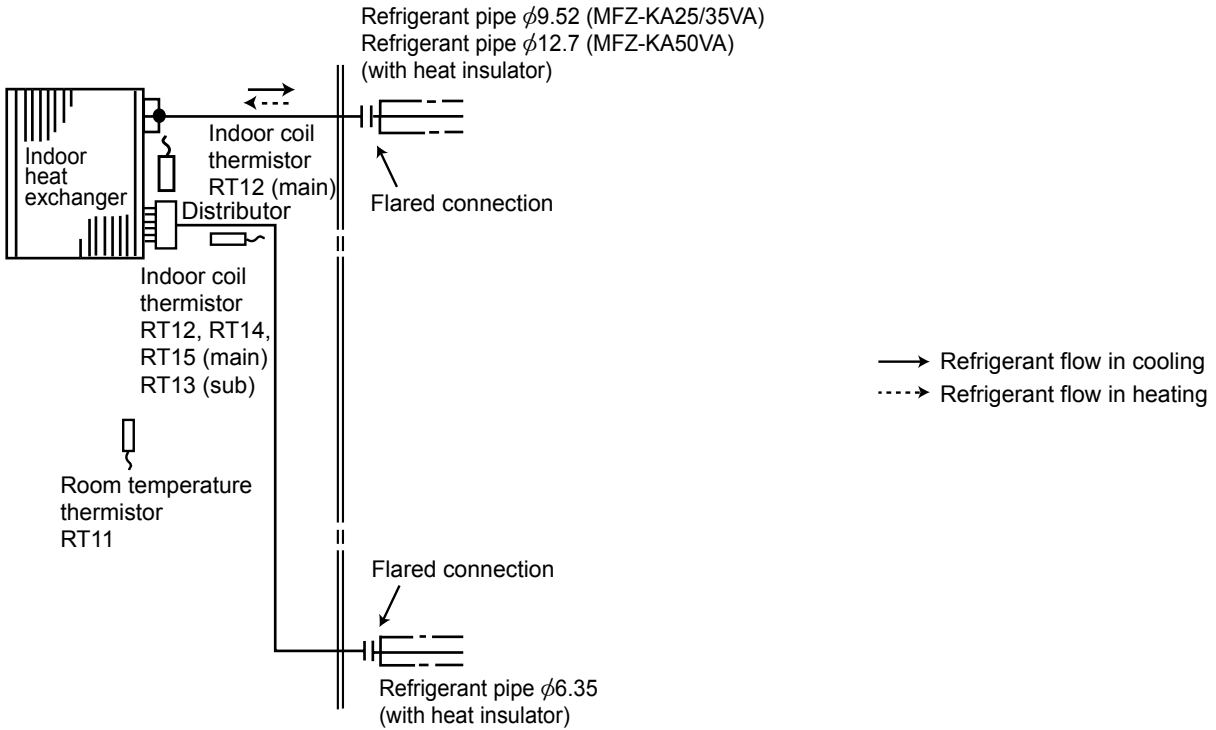 Refrigerant pipe ϕ9.52 (MFZ-KA25/35VA)
Refrigerant pipe ϕ12.7 (MFZ-KA50VA)
(with heat insulator)
Indoor
heat
exchanger
Indoor coil
thermistor
RT12 (main)
Flared connection
Distributor
Indoor coil
thermistor
RT12, RT14,
RT15 (main)
RT13 (sub)
Refrigerant flow in cooling
Refrigerant flow in heating
Room temperature
thermistor
RT11
Flared connection
Refrigerant pipe ϕ6.35
(with heat insulator)